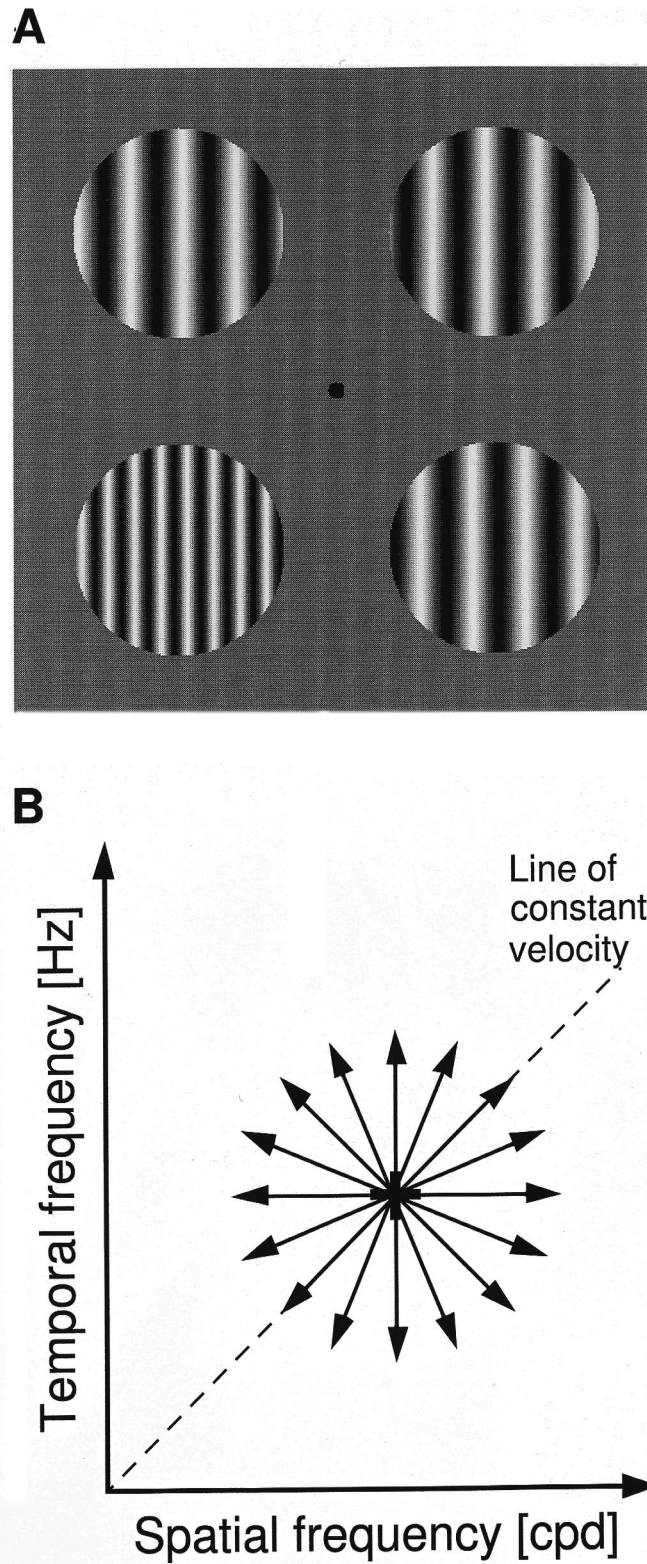 A
B
Line of
constant
velocity
Temporal frequency [Hz]
Spatial frequency [cpd]